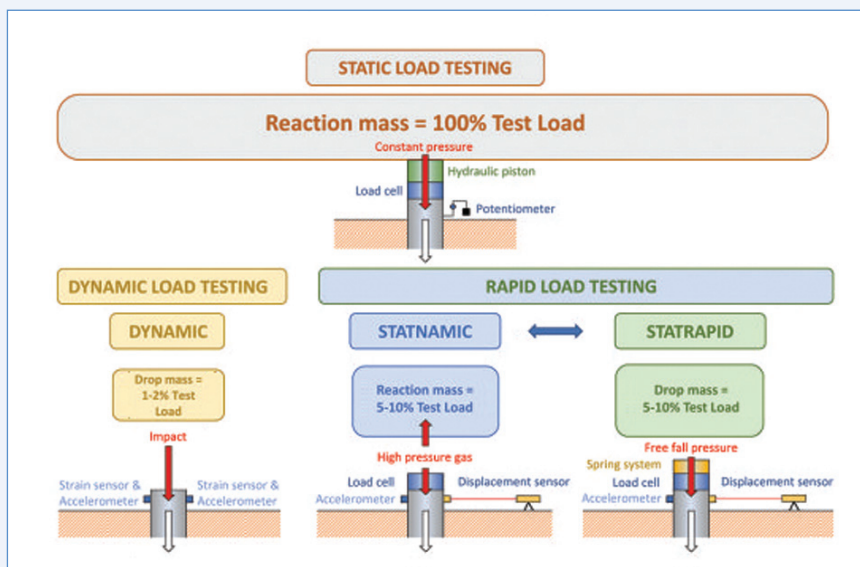 STATIC LOAD TESTING
Reaction mass = 100% Test Load
Constant pressure
Hydraulic piston
Load cell
Potentiometer
DYNAMIC LOAD TESTING
RAPID LOAD TESTING
DYNAMIC
STATNAMIC
STATRAPID
Drop mass =
1-2% Test
Load
Reaction mass =
5-10% Test Load
Drop mass =
5-10% Test Load
Impact
High pressure gas
Free fall pressure
Strain sensor &
Accelerometer
Strain sensor &
Accelerometer
Load cell
Accelerometer
Displacement sensor
Spring system
Load cell
Accelerometer
Displacement sensor